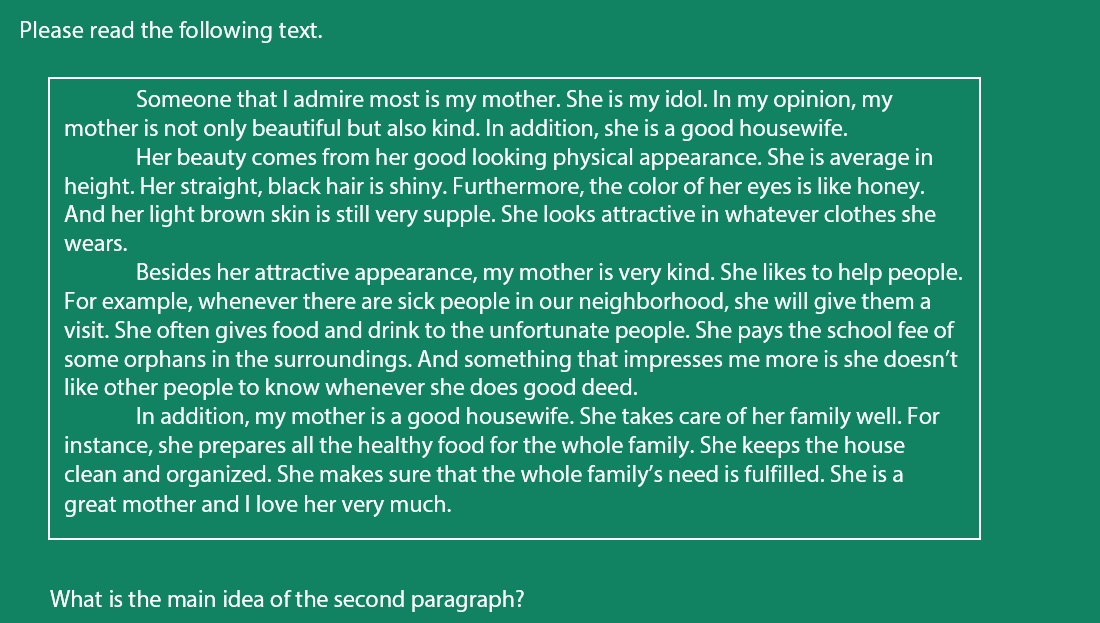 Please read the following text.
Someone that I admire most is my mother. She is my idol. In my opinion, my
mother is not only beautiful but also kind. In addition, she is a good housewife.
Her beauty comes from her good looking physical appearance. She is average in
height. Her straight, black hair is shiny. Furthermore, the color of her eyes is like honey.
And her light brown skin is still very supple. She looks attractive in whatever clothes she
wears.
Besides her attractive appearance, my mother is very kind. She likes to help people.
For example, whenever there are sick people in our neighborhood, she will give them a
visit. She often gives food and drink to the unfortunate people. She pays the school fee of
some orphans in the surroundings. And something that impresses me more is she doesn’t
like other people to know whenever she does good deed.
In addition, my mother is a good housewife. She takes care of her family well. For
instance, she prepares all the healthy food for the whole family. She keeps the house
clean and organized. She makes sure that the whole family’s need is fulfilled. She is a
great mother and I love her very much.
What is the main idea of the second paragraph?